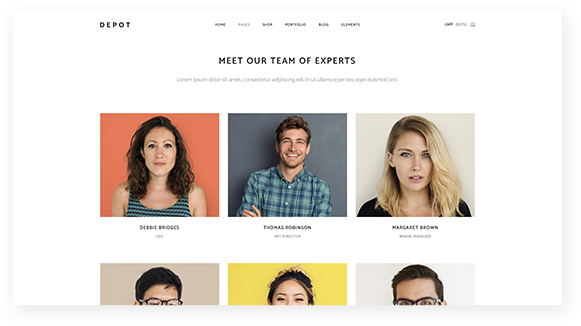 DEPOT
HOME PAGES SHOP PORTFOLIO BLOG ELEMENTS
CART
MEET OUR TEAM OF EXPERTS
Lorem ipsum dolor sit amet, consectetur adipiscing elit. In ut ullamcorper leo, eget euismod orci.
DEBBIE BRIDGES THOMAS ROBINSON MARGARET BROWN
CEO ART DIRECTOR BRAND MANAGER